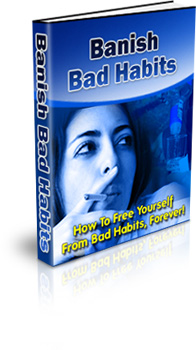 Banish
Bad Habits
How To Free Yourself
From Bad Habits, Forever!
Banish Bad Habits